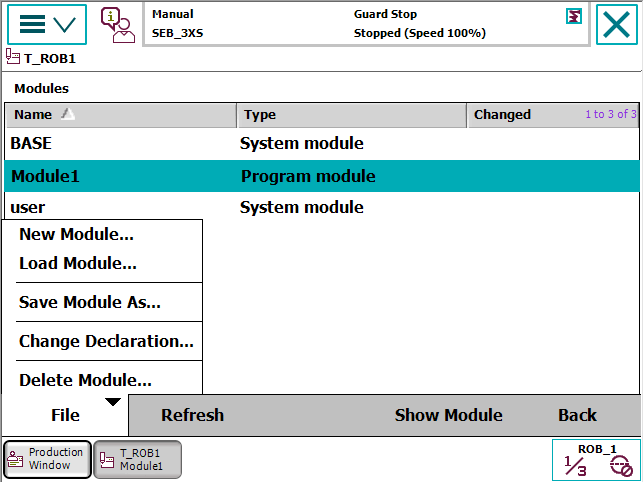 Manual
Guard Stop
SEB_3XS
Stopped (Speed 100%)
T_ROB1
Modules
Name Type Changed 1 to 3 of 3
BASE System module
Module1 Program module
user System module
New Module...
Load Module...
Save Module As...
Change Declaration...
Delete Module...
File Refresh Show Module Back
Production
Window
T_ROB1
Module1
ROB_1
1/3